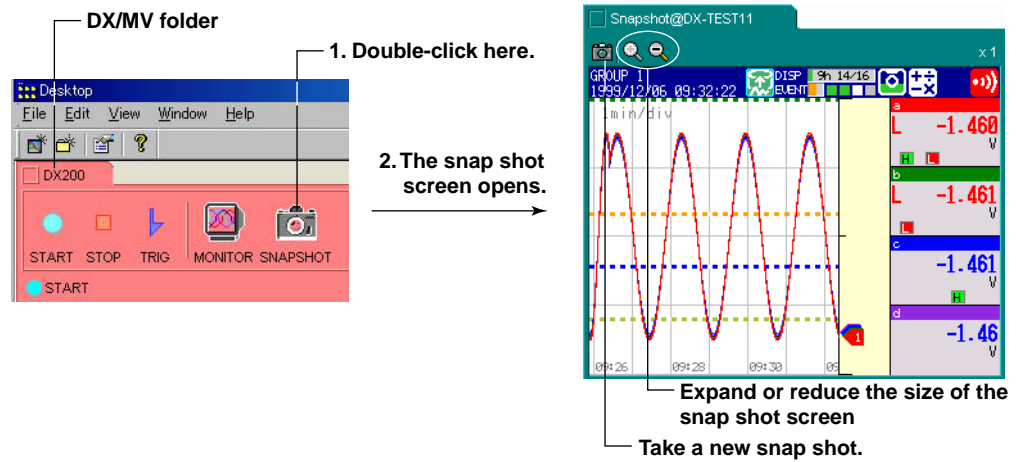 DX/MV folder
1. Double-click here.
Desktop
File Edit View Window Help
DX200
START STOP TRIG MONITOR SNAPSHOT
START
2. The snap shot
screen opens.
Snapshot@DX-TEST11
x 1
GROUP 1
1999/12/06 09:32:22
DISP 9h 14/16
EVENT
1min/div
a
L -1.460
V
H L
b
L -1.461
V
L
c
-1.461
V
H
d
-1.46
V
1
09:26 09:28 09:30 09
Expand or reduce the size of the
snap shot screen
Take a new snap shot.